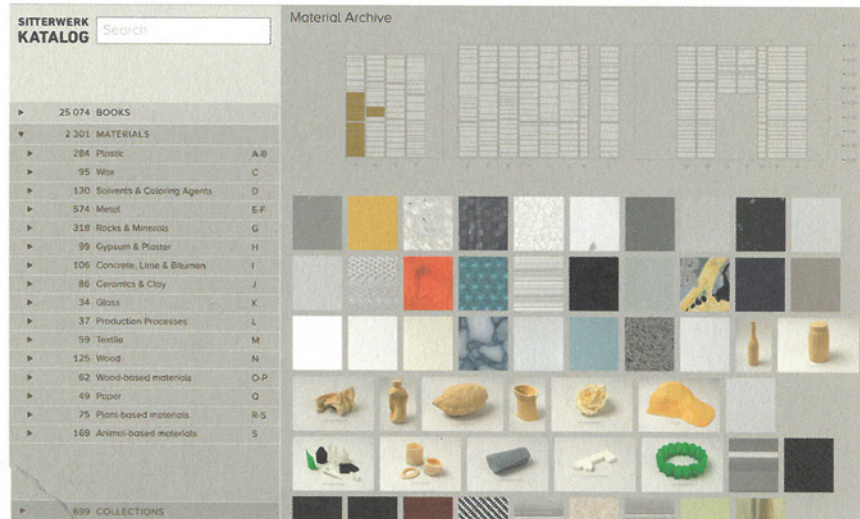 SITTERWERK
KATALOG
Search
Material Archive
25 074 BOOKS
2 301 MATERIALS
284 Plastic A-B
95 Wax C
130 Solvents & Coloring Agents D
574 Metal E-F
318 Rocks & Minerals G
99 Gypsum & Plaster H
106 Concrete, Lime & Bitumen I
86 Ceramics & Clay J
34 Glass K
37 Production Processes L
59 Textile M
125 Wood N
62 Wood-based materials O-P
49 Paper Q
75 Plant-based materials R-S
169 Animal-based materials S
699 COLLECTIONS